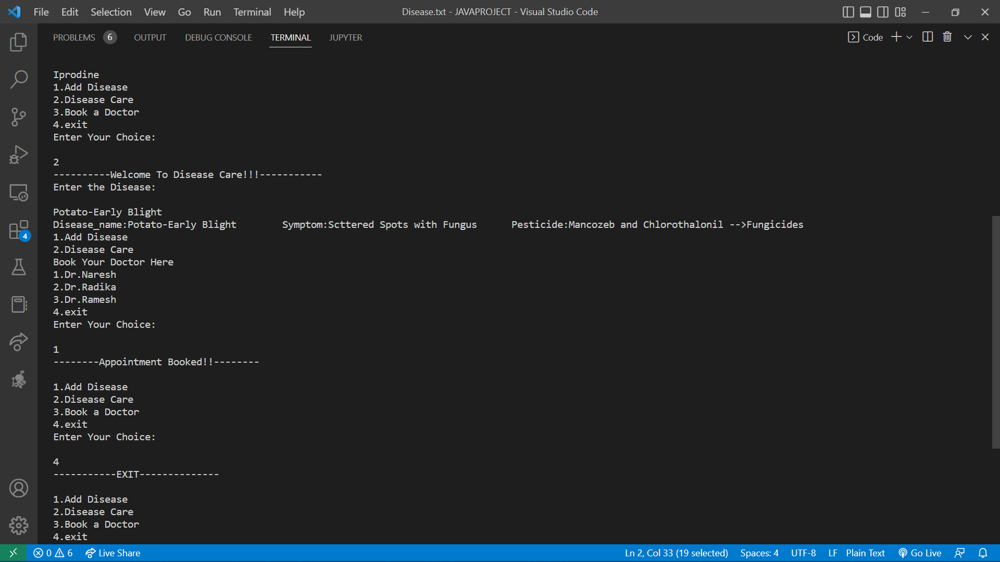 File Edit Selection View Go Run Terminal Help Disease.txt - JAVAPROJECT - Visual Studio Code
PROBLEMS 6 OUTPUT DEBUG CONSOLE TERMINAL JUPYTER Code
Iprodine
1.Add Disease
2.Disease Care
3.Book a Doctor
4.exit
Enter Your Choice:
2
----------Welcome To Disease Care!!!-----------
Enter the Disease:
Potato-Early Blight
Disease_name:Potato-Early Blight        Symptom:Scttered Spots with Fungus      Pesticide:Mancozeb and Chlorothalonil -->Fungicides
1.Add Disease
2.Disease Care
Book Your Doctor Here
1.Dr.Naresh
2.Dr.Radika
3.Dr.Ramesh
4.exit
Enter Your Choice:
1
--------Appointment Booked!!--------
1.Add Disease
2.Disease Care
3.Book a Doctor
4.exit
Enter Your Choice:
4
-----------EXIT--------------
1.Add Disease
2.Disease Care
3.Book a Doctor
4.exit
4
0 6 Live Share Ln 2, Col 33 (19 selected) Spaces: 4 UTF-8 LF Plain Text Go Live